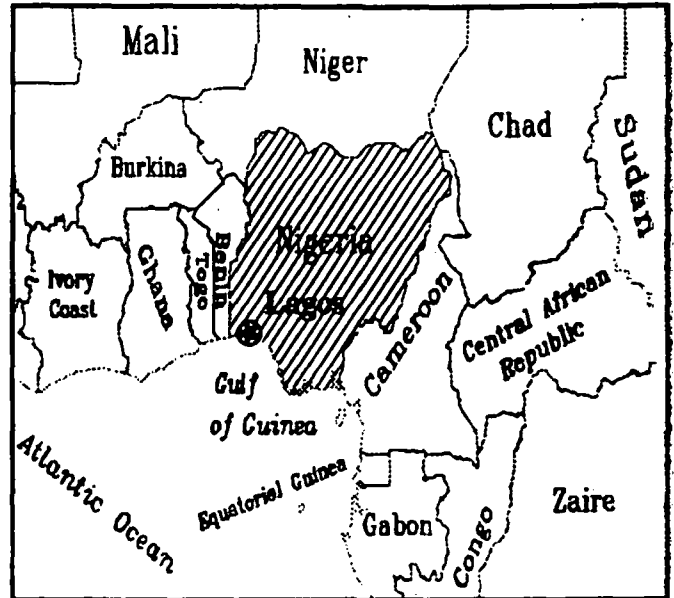 Mali
Niger
Chad
Sudan
Burkina
Nigeria
Benin
Togo
Ghana
Ivory
Coast
Lagos
Cameroon
Central African
Republic
Gulf
of Guinea
Atlantic Ocean
Equatorial Guinea
Gabon
Congo
Zaire